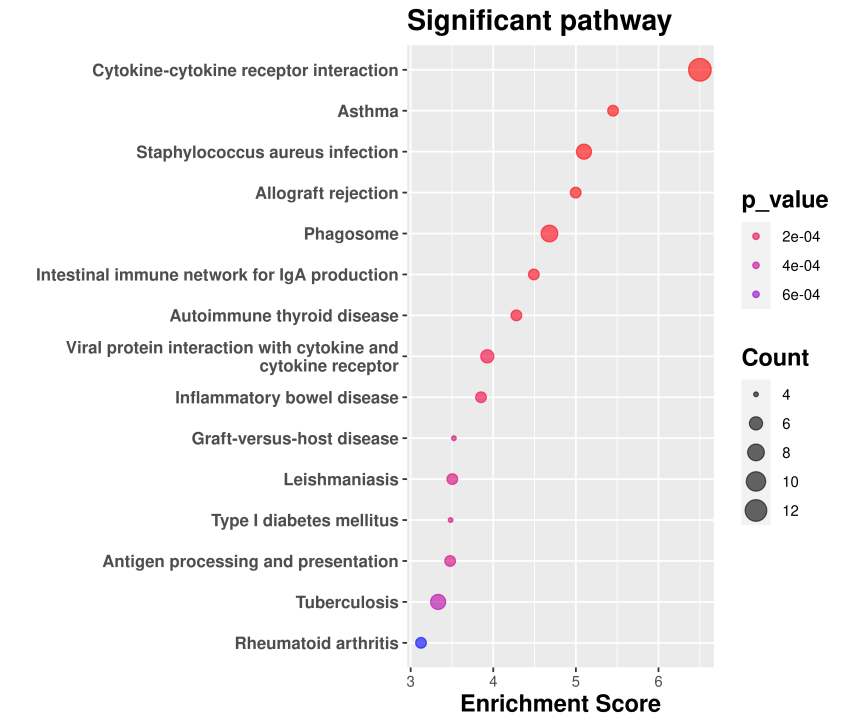 Significant pathway
Cytokine-cytokine receptor interaction
Asthma
Staphylococcus aureus infection
Allograft rejection
Phagosome
Intestinal immune network for IgA production
Autoimmune thyroid disease
Viral protein interaction with cytokine and
cytokine receptor
Inflammatory bowel disease
Graft-versus-host disease
Leishmaniasis
Type I diabetes mellitus
Antigen processing and presentation
Tuberculosis
Rheumatoid arthritis
3 4 5 6
Enrichment Score
p_value
2e-04
4e-04
6e-04
Count
4
6
8
10
12